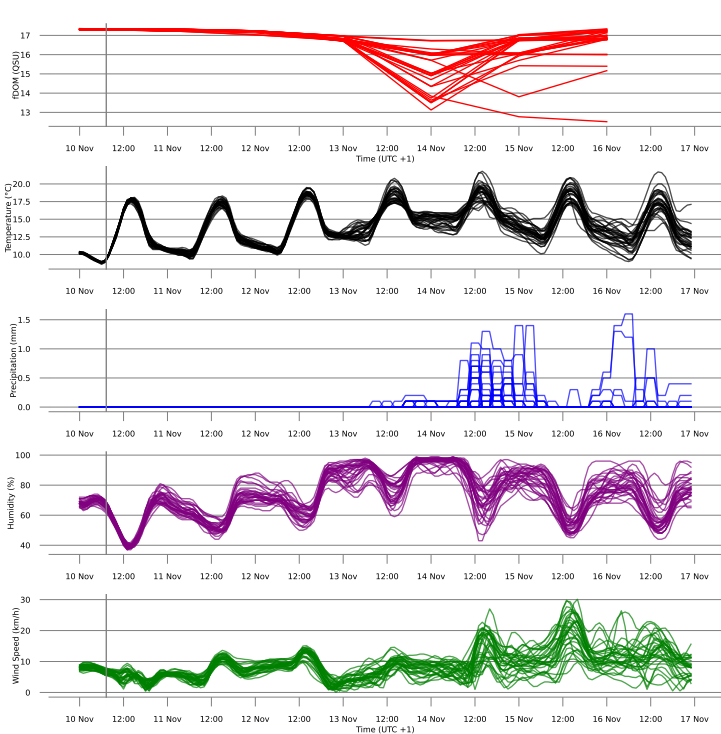 fDOM (QSU)
17
16
15
14
13
10 Nov 12:00 11 Nov 12:00 12 Nov 12:00 13 Nov 12:00 14 Nov 12:00 15 Nov 12:00 16 Nov 12:00 17 Nov
Time (UTC +1)
Temperature (°C)
20.0
17.5
15.0
12.5
10.0
10 Nov 12:00 11 Nov 12:00 12 Nov 12:00 13 Nov 12:00 14 Nov 12:00 15 Nov 12:00 16 Nov 12:00 17 Nov
Precipitation (mm)
1.5
1.0
0.5
0.0
10 Nov 12:00 11 Nov 12:00 12 Nov 12:00 13 Nov 12:00 14 Nov 12:00 15 Nov 12:00 16 Nov 12:00 17 Nov
Humidity (%)
100
80
60
40
10 Nov 12:00 11 Nov 12:00 12 Nov 12:00 13 Nov 12:00 14 Nov 12:00 15 Nov 12:00 16 Nov 12:00 17 Nov
Wind Speed (km/h)
30
20
10
0
10 Nov 12:00 11 Nov 12:00 12 Nov 12:00 13 Nov 12:00 14 Nov 12:00 15 Nov 12:00 16 Nov 12:00 17 Nov
Time (UTC +1)